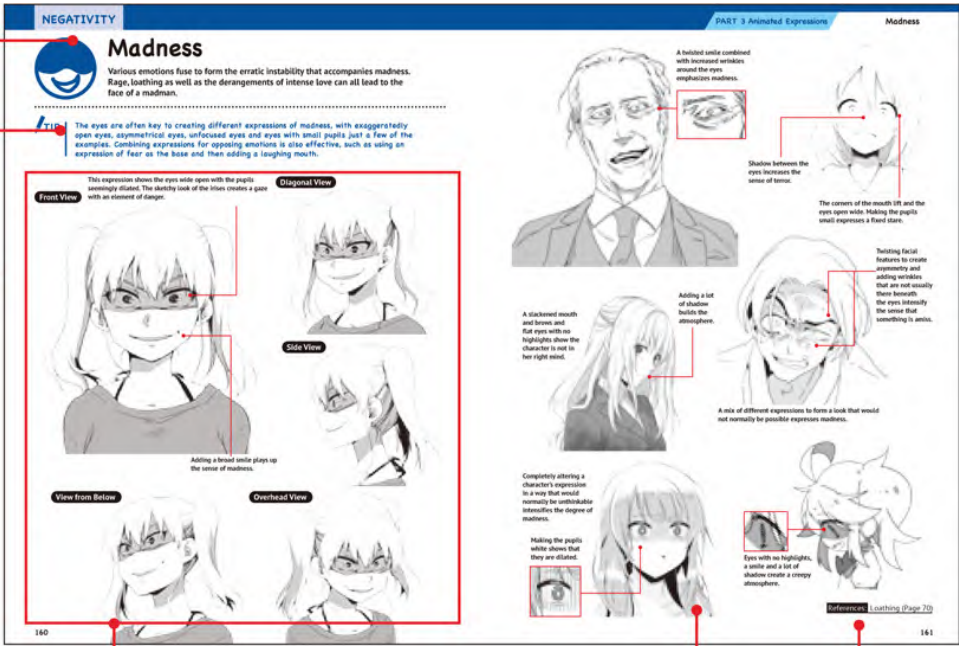 NEGATIVITY
Madness
Various emotions fuse to form the erratic instability that accompanies madness.
Rage, loathing as well as the derangements of intense love can all lead to the
face of a madman.
TIP
The eyes are often key to creating different expressions of madness, with exaggeratedly
open eyes, asymmetrical eyes, unfocused eyes and eyes with small pupils just a few of the
examples. Combining expressions for opposing emotions is also effective, such as using an
expression of fear as the base and then adding a laughing mouth.
This expression shows the eyes wide open with the pupils
seemingly dilated. The sketchy look of the irises creates a gaze
with an element of danger.
Front View
Diagonal View
Side View
Adding a broad smile plays up
the sense of madness.
View from Below
Overhead View
160
PART 3 Animated Expressions
Madness
A twisted smile combined
with increased wrinkles
around the eyes
emphasizes madness.
Shadow between the
eyes increases the
sense of terror.
The corners of the mouth lift and the
eyes open wide. Making the pupils
small expresses a fixed stare.
Twisting facial
features to create
asymmetry and
adding wrinkles
that are not usually
there beneath
the eyes intensify
the sense that
something is amiss.
A slackened mouth
and brows and
flat eyes with no
highlights show the
character is not in
her right mind.
Adding a lot
of shadow
builds the
atmosphere.
A mix of different expressions to form a look that would
not normally be possible expresses madness.
Completely altering a
character's expression
in a way that would
normally be unthinkable
intensifies the degree of
madness.
Making the pupils
white shows that
they are dilated.
Eyes with no highlights,
a smile and a lot of
shadow create a creepy
atmosphere.
References: Loathing (Page 70)
161